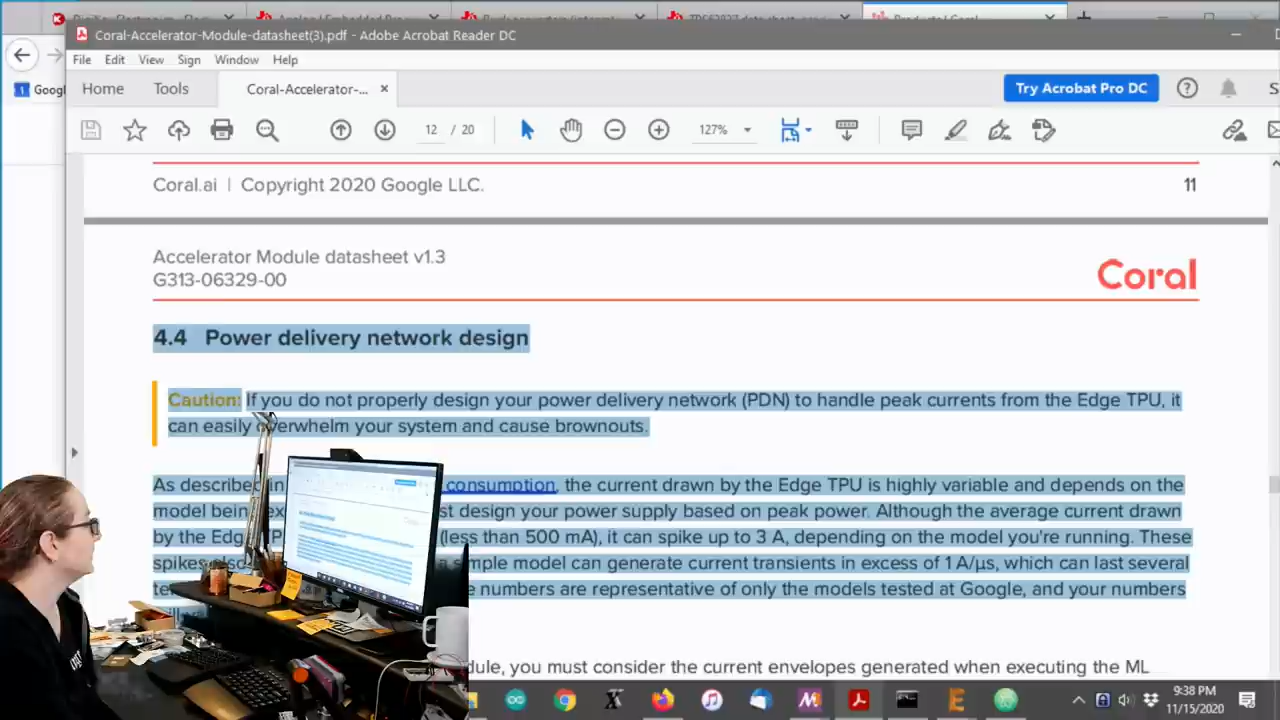 Coral-Accelerator-Module-datasheet(3).pdf - Adobe Acrobat Reader DC
File Edit View Sign Window Help
Googl
Home Tools Coral-Accelerator-... × Try Acrobat Pro DC
12 / 20 127%
Coral.ai | Copyright 2020 Google LLC. 11
Accelerator Module datasheet v1.3
G313-06329-00
Coral
4.4 Power delivery network design
Caution: If you do not properly design your power delivery network (PDN) to handle peak currents from the Edge TPU, it
can easily overwhelm your system and cause brownouts.
As described in consumption, the current drawn by the Edge TPU is highly variable and depends on the
model being design your power supply based on peak power. Although the average current drawn
by the Edge (less than 500 mA), it can spike up to 3 A, depending on the model you're running. These
spikes simple model can generate current transients in excess of 1 A/µs, which can last several
numbers are representative of only the models tested at Google, and your numbers
you must consider the current envelopes generated when executing the ML
9:38 PM
11/15/2020